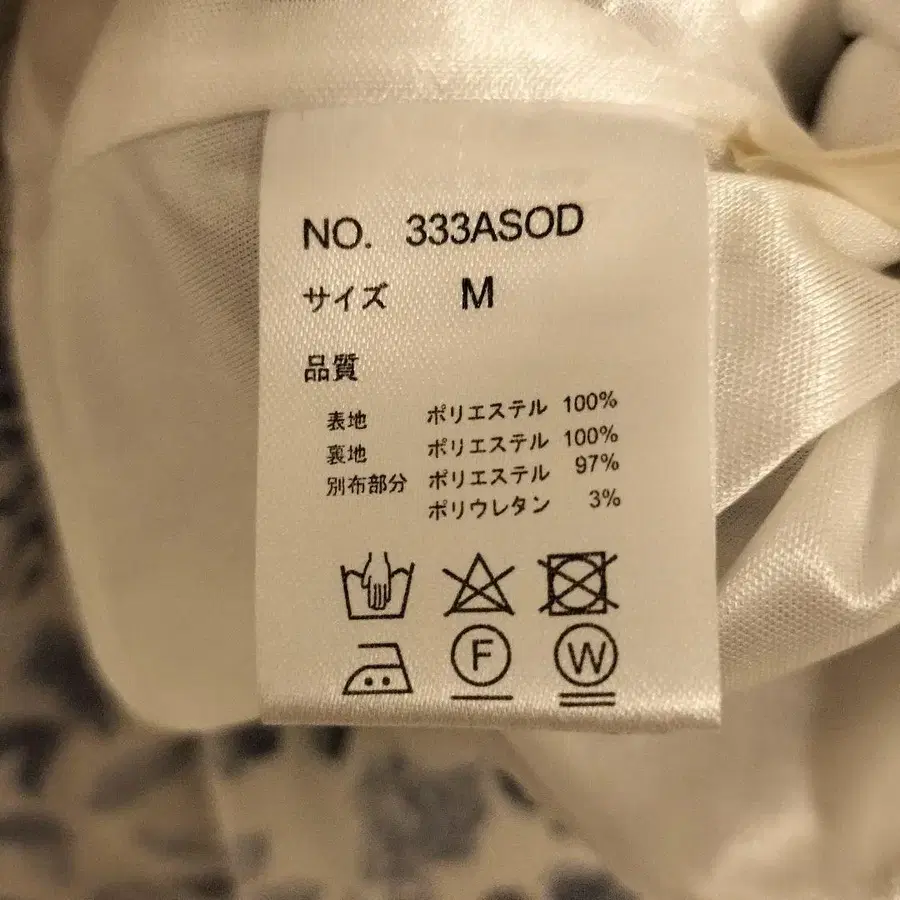 NO. 333ASOD
サイズ M
品質
表地 ポリエステル 100%
裏地 ポリエステル 100%
別布部分 ポリエステル 97%
ポリウレタン 3%
F W